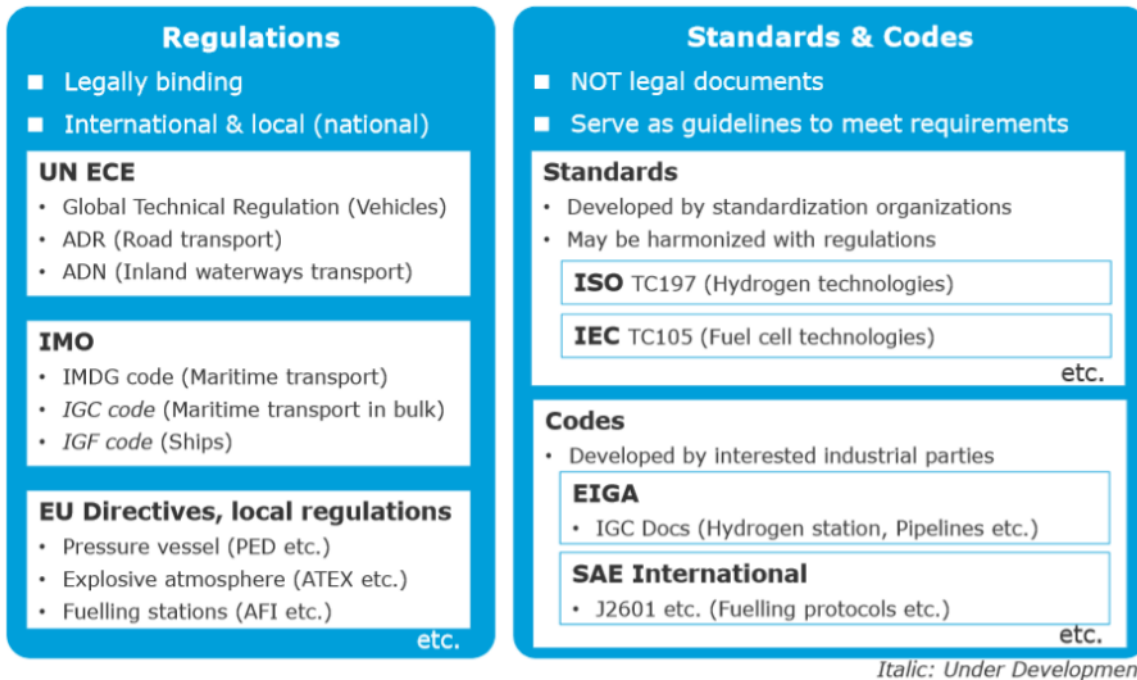 Regulations
■ Legally binding
■ International & local (national)
UN ECE
• Global Technical Regulation (Vehicles)
• ADR (Road transport)
• ADN (Inland waterways transport)
IMO
• IMDG code (Maritime transport)
• IGC code (Maritime transport in bulk)
• IGF code (Ships)
EU Directives, local regulations
• Pressure vessel (PED etc.)
• Explosive atmosphere (ATEX etc.)
• Fuelling stations (AFI etc.)
etc.
Standards & Codes
■ NOT legal documents
■ Serve as guidelines to meet requirements
Standards
• Developed by standardization organizations
• May be harmonized with regulations
ISO TC197 (Hydrogen technologies)
IEC TC105 (Fuel cell technologies)
etc.
Codes
• Developed by interested industrial parties
EIGA
• IGC Docs (Hydrogen station, Pipelines etc.)
SAE International
• J2601 etc. (Fuelling protocols etc.)
etc.
Italic: Under Developmen